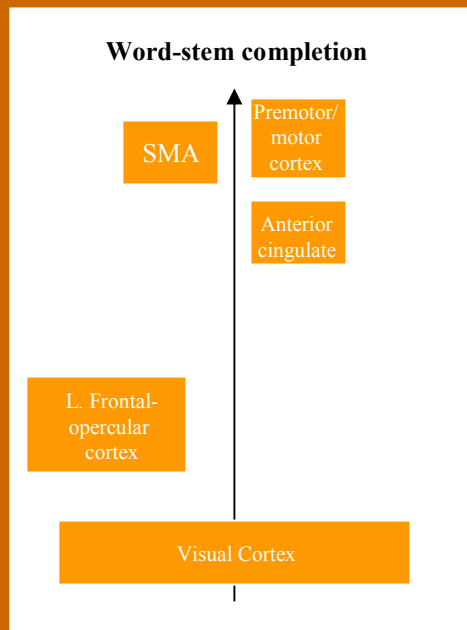 Word-stem completion
SMA
Premotor/
motor
cortex
Anterior
cingulate
L. Frontal-
opercular
cortex
Visual Cortex